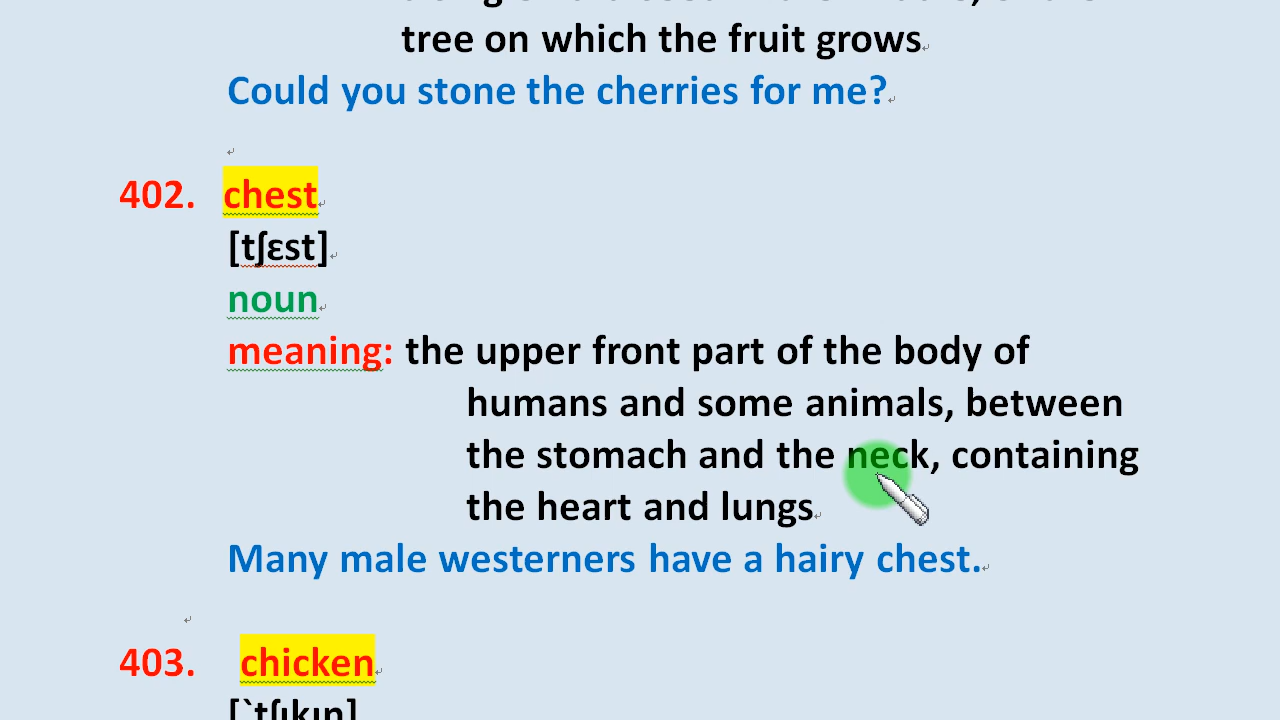 tree on which the fruit grows
Could you stone the cherries for me?
402. chest
[tʃɛst]
noun
meaning: the upper front part of the body of
humans and some animals, between
the stomach and the neck, containing
the heart and lungs
Many male westerners have a hairy chest.
403. chicken
[ˋtʃɪkɪn]